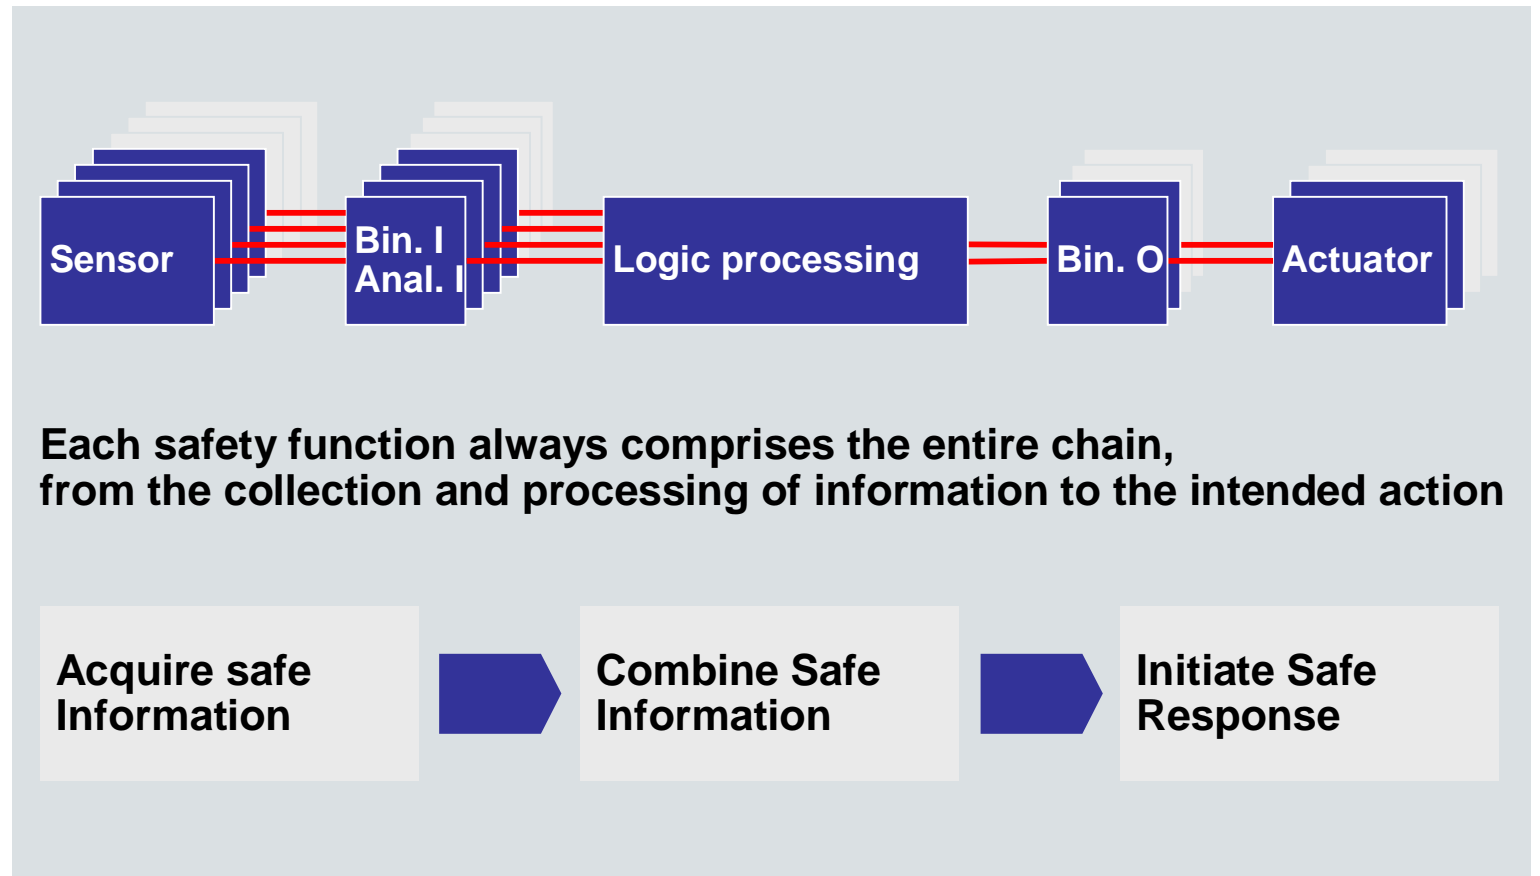 Sensor
Bin. I
Anal. I
Logic processing
Bin. O
Actuator
Each safety function always comprises the entire chain,
from the collection and processing of information to the intended action
Acquire safe
Information
Combine Safe
Information
Initiate Safe
Response